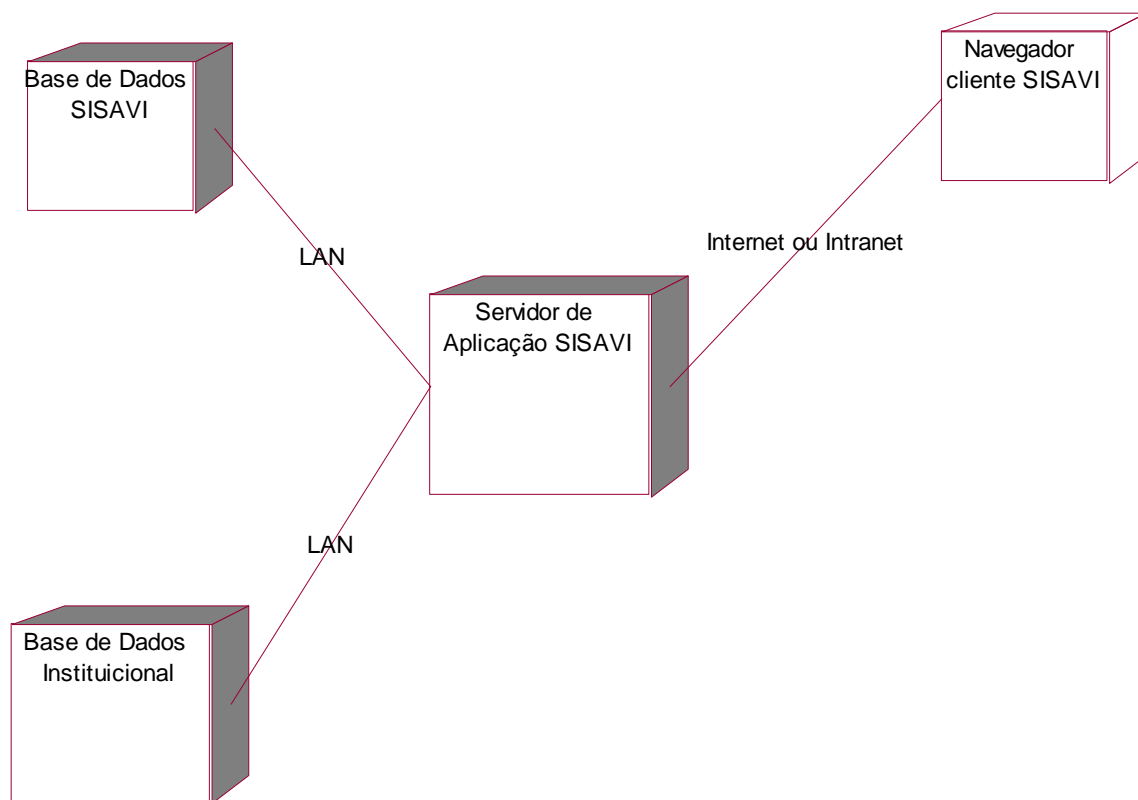 Navegador
cliente SISAVI
Base de Dados
SISAVI
Internet ou Intranet
LAN
Servidor de
Aplicação SISAVI
LAN
Base de Dados
Instituicional